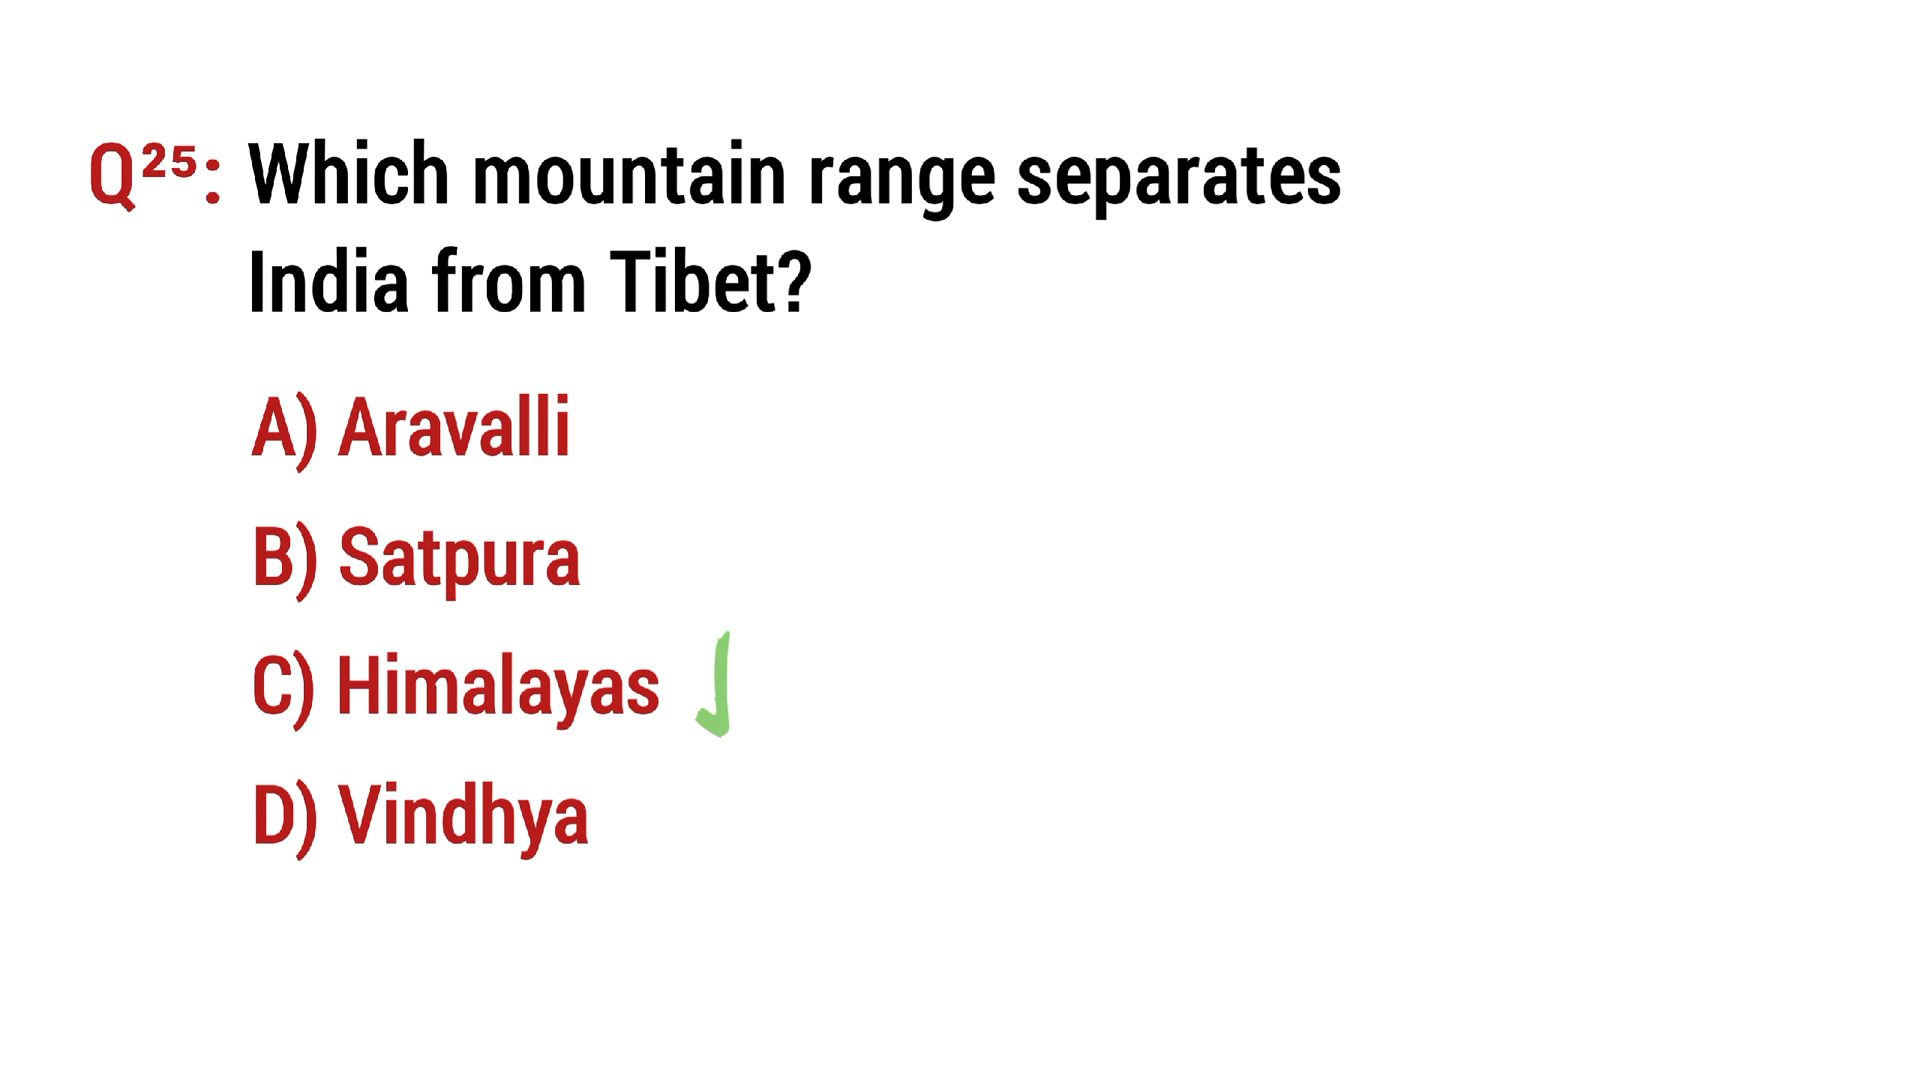 Q²⁵: Which mountain range separates
India from Tibet?
A) Aravalli
B) Satpura
C) Himalayas
D) Vindhya